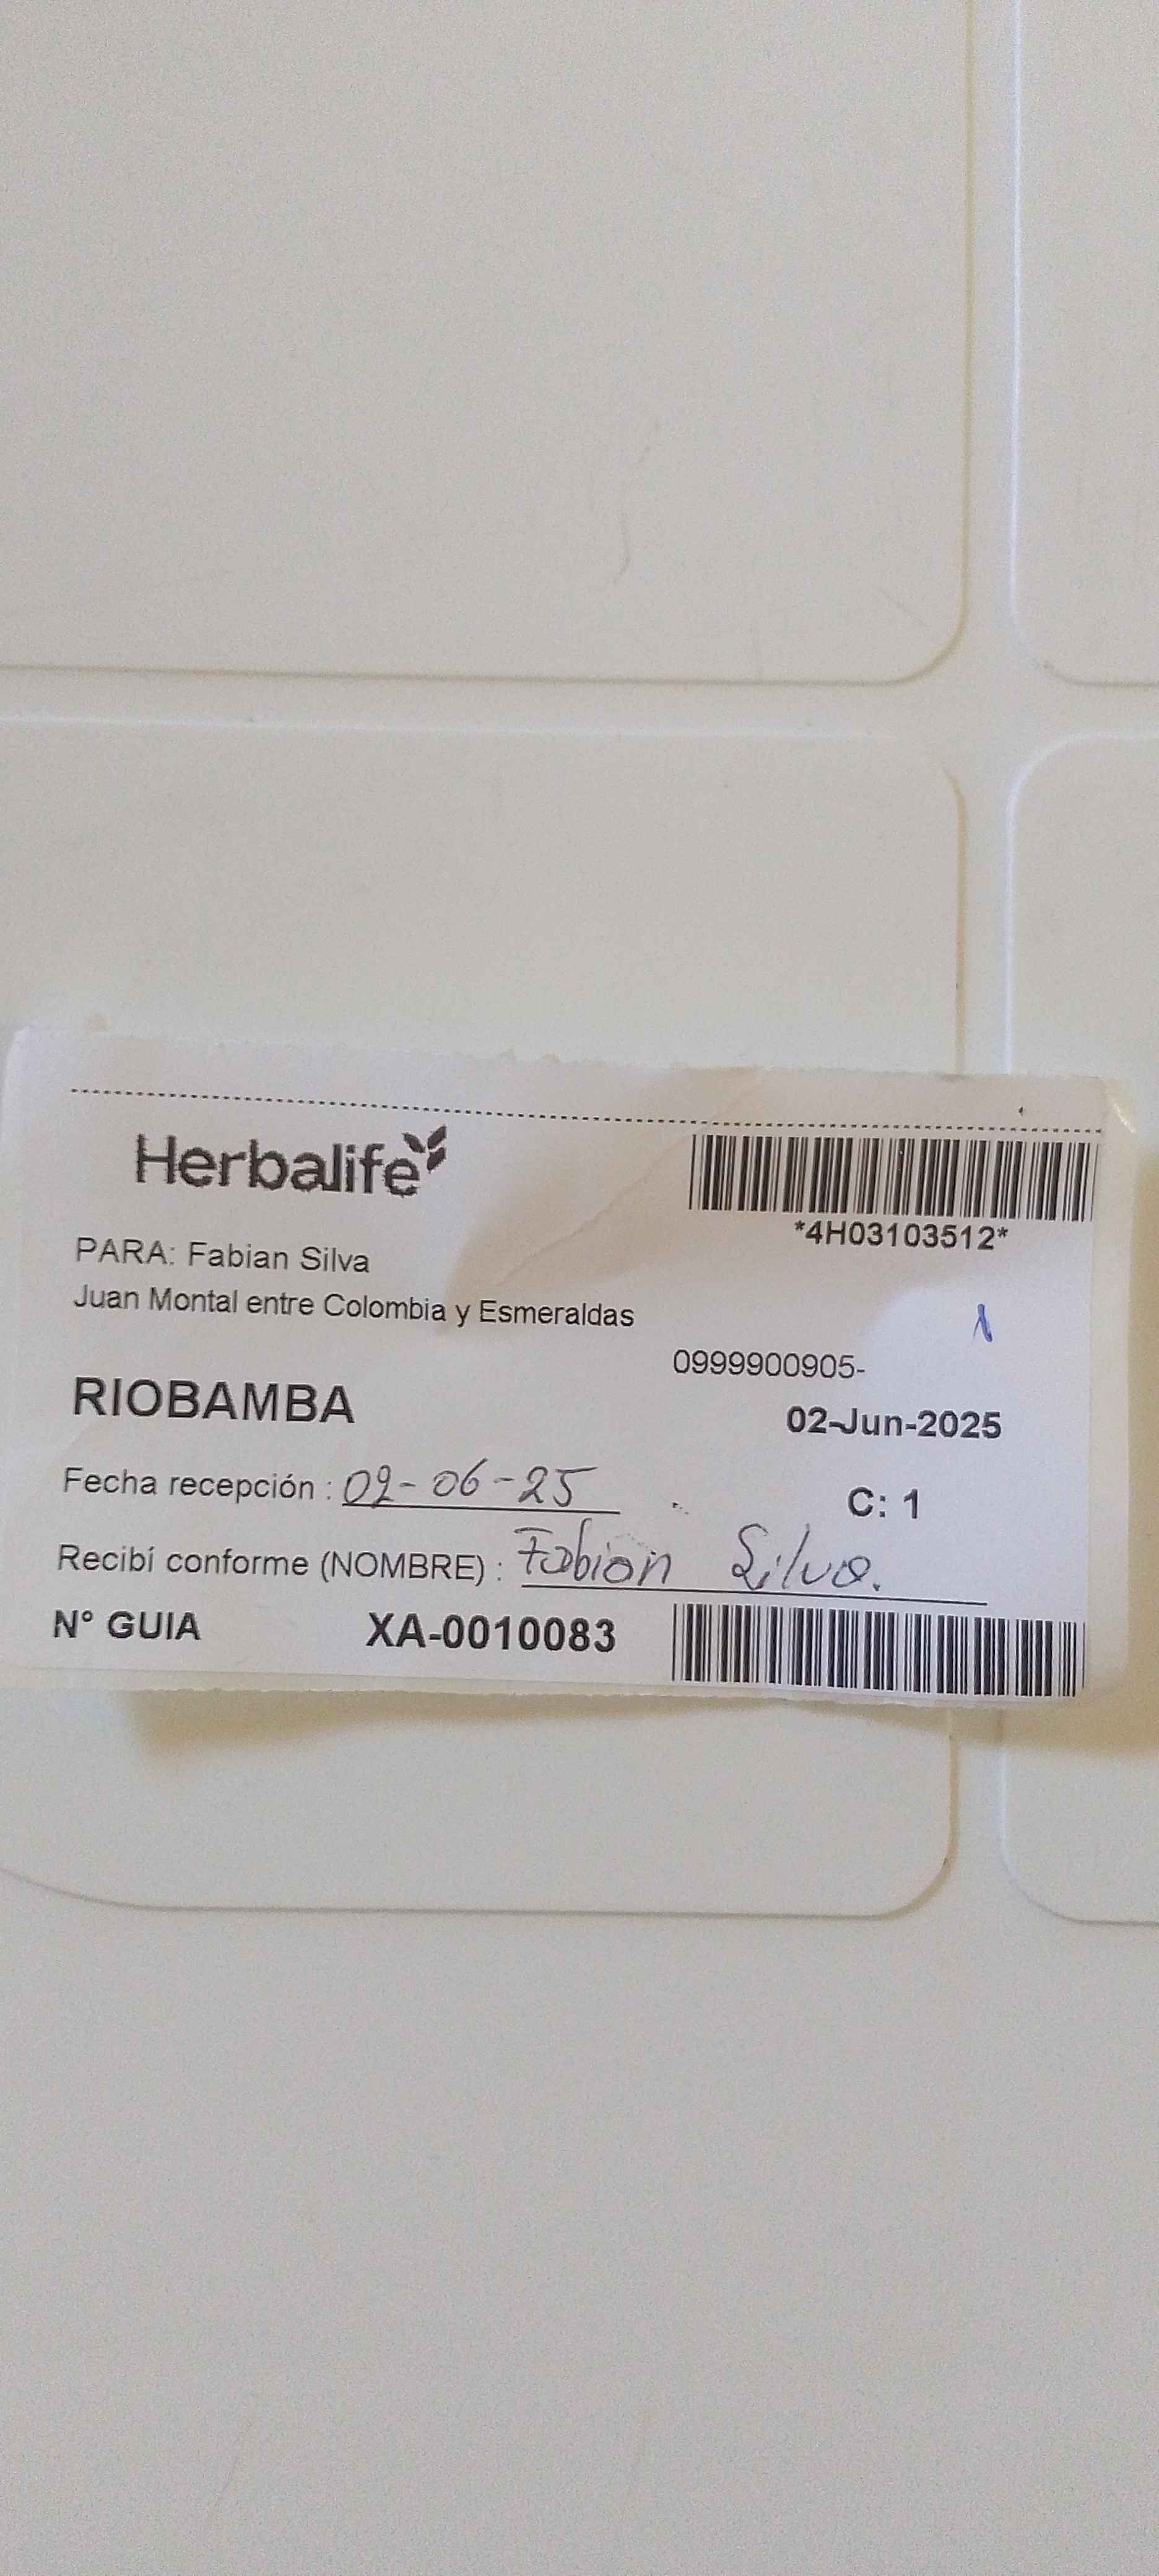 Herbalife
*4H03103512*
PARA: Fabian Silva
Juan Montal entre Colombia y Esmeraldas
0999900905-
RIOBAMBA
02-Jun-2025
Fecha recepción : 02-06-25
C: 1
Recibí conforme (NOMBRE) : Fabian Silva.
N° GUIA XA-0010083